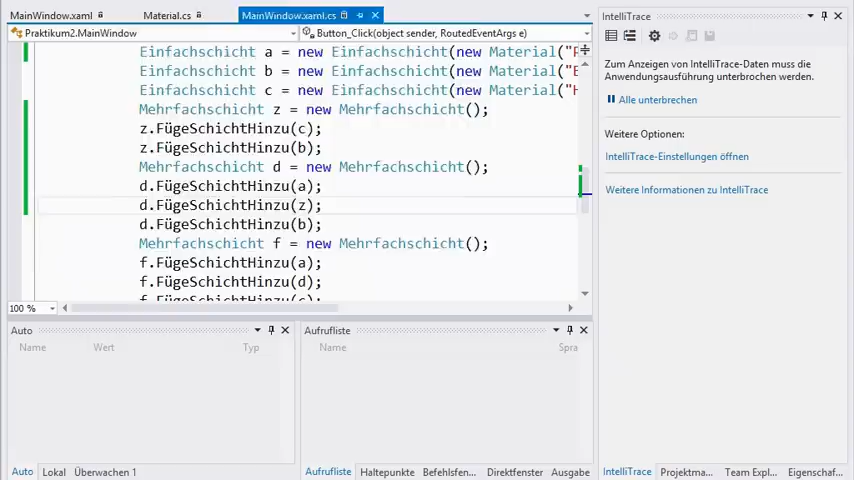 MainWindow.xaml Material.cs MainWindow.xaml.cs
IntelliTrace
Praktikum2.MainWindow Button_Click(object sender, RoutedEventArgs e)
Einfachschicht a = new Einfachschicht(new Material("
Einfachschicht b = new Einfachschicht(new Material("
Einfachschicht c = new Einfachschicht(new Material("H
Mehrfachschicht z = new Mehrfachschicht();
z.FügeSchichtHinzu(c);
z.FügeSchichtHinzu(b);
Mehrfachschicht d = new Mehrfachschicht();
d.FügeSchichtHinzu(a);
d.FügeSchichtHinzu(z);
d.FügeSchichtHinzu(b);
Mehrfachschicht f = new Mehrfachschicht();
f.FügeSchichtHinzu(a);
f.FügeSchichtHinzu(d);
f.FügeSchichtHinzu(c);
100 %
Zum Anzeigen von IntelliTrace-Daten muss die
Anwendungsausführung unterbrochen werden.
Alle unterbrechen
Weitere Optionen:
IntelliTrace-Einstellungen öffnen
Weitere Informationen zu IntelliTrace
Auto
Name Wert Typ
Auto Lokal Überwachen 1
Aufrufliste
Name Spra
Aufrufliste Haltepunkte Befehlsfen... Direktfenster Ausgabe
IntelliTrace Projektma... Team Expl... Eigenschaf...